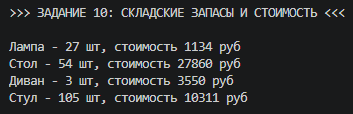 >>> ЗАДАНИЕ 10: СКЛАДСКИЕ ЗАПАСЫ И СТОИМОСТЬ <<<
Лампа - 27 шт, стоимость 1134 руб
Стол - 54 шт, стоимость 27860 руб
Диван - 3 шт, стоимость 3550 руб
Стул - 105 шт, стоимость 10311 руб